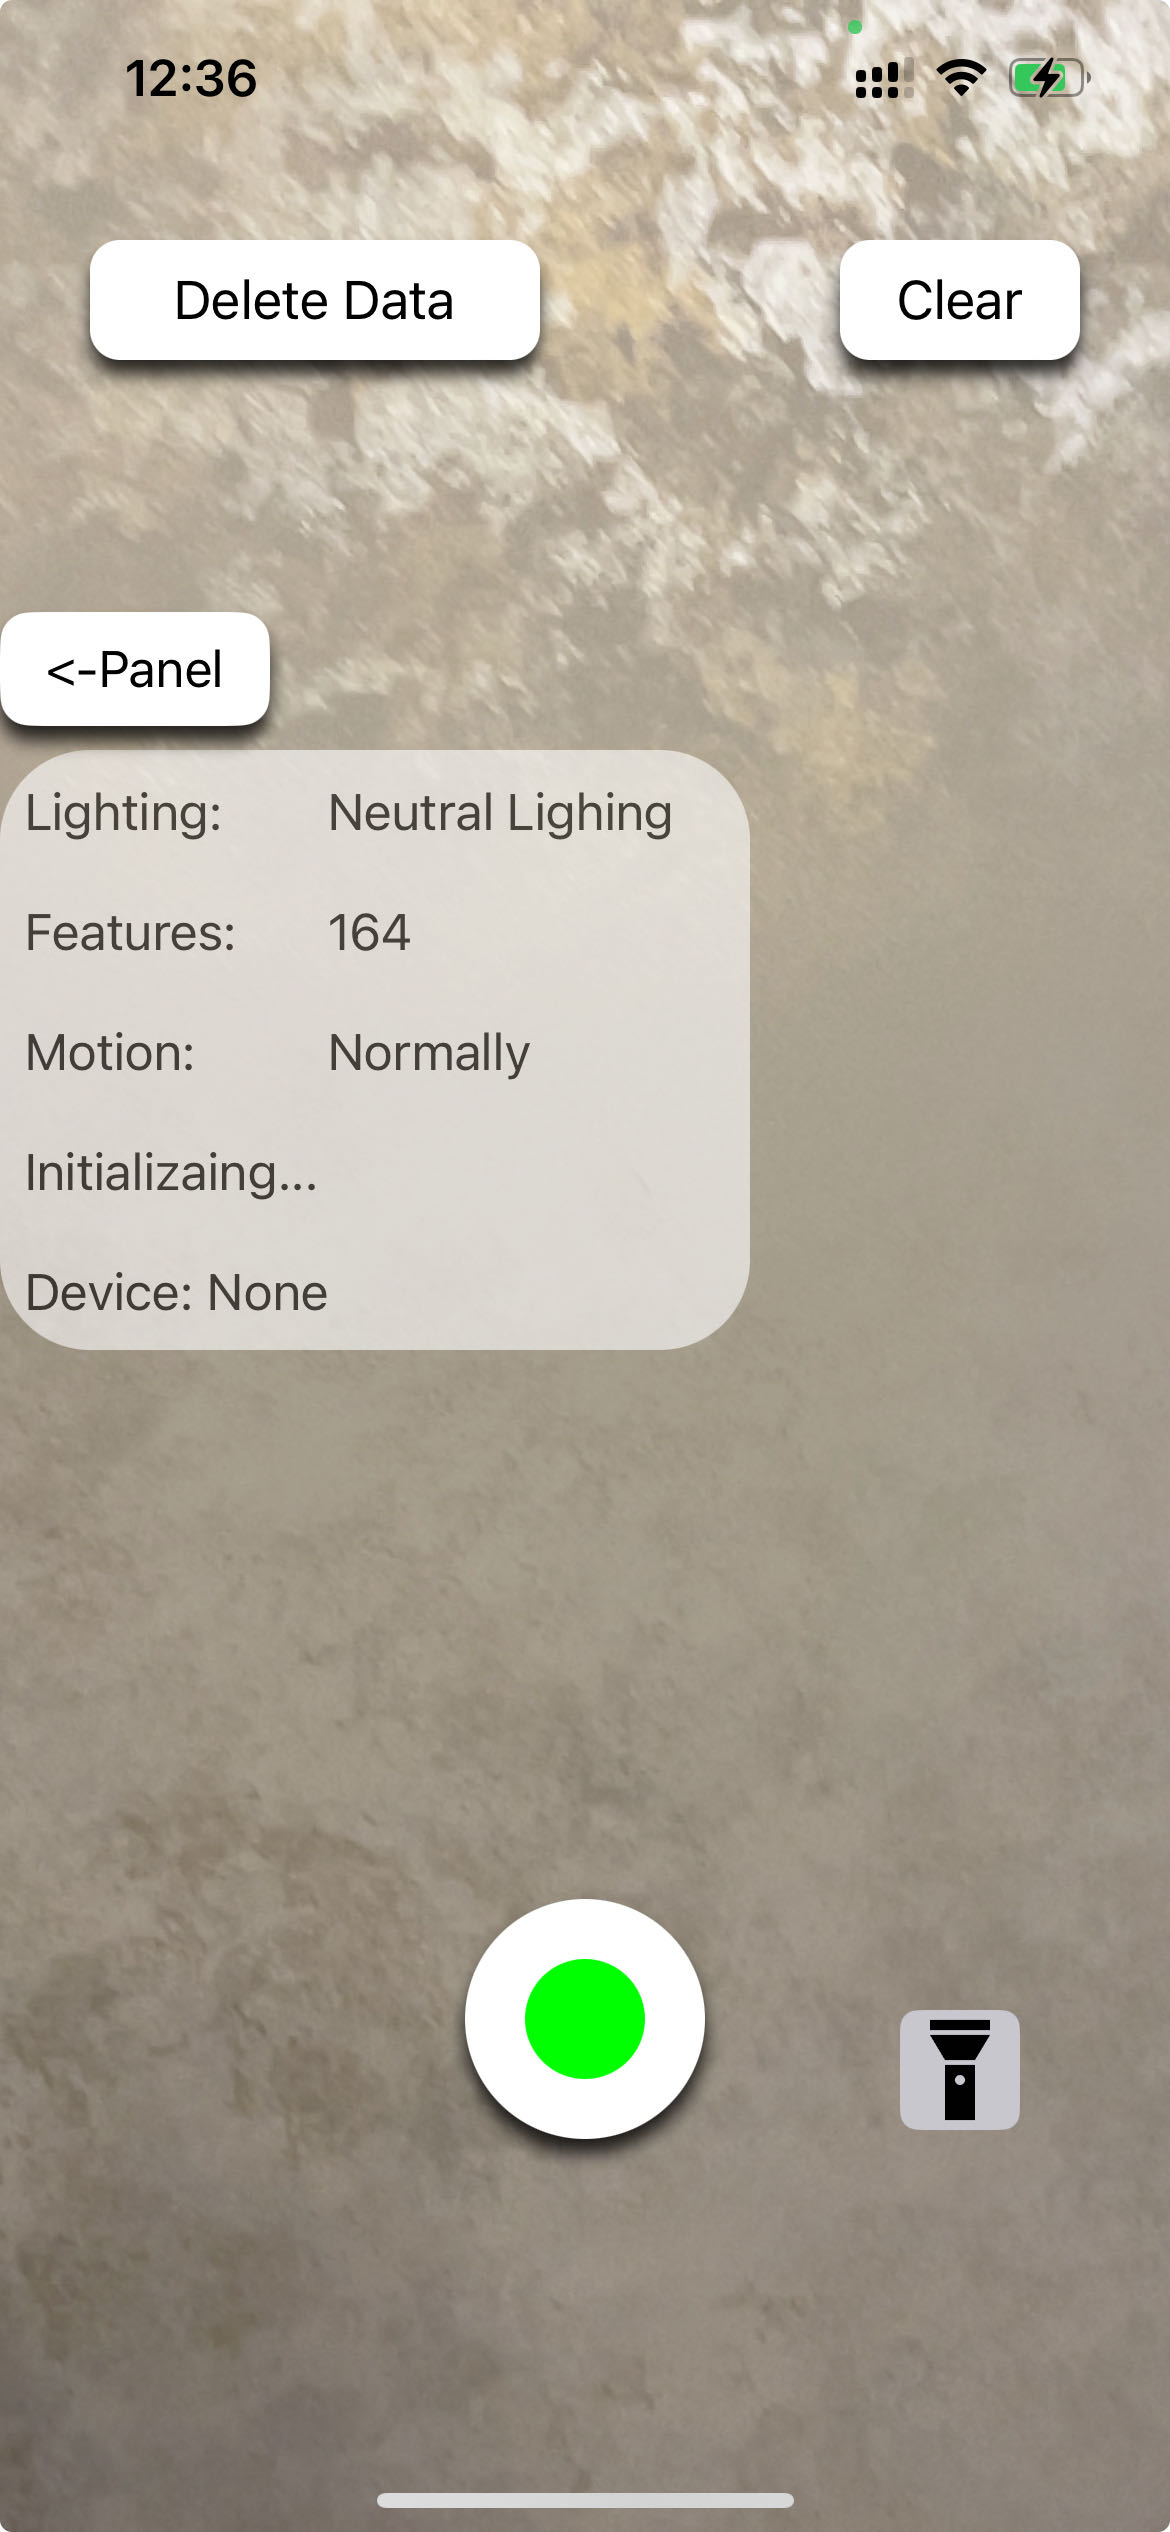 12:36
Delete Data
Clear
<-Panel
Lighting: Neutral Lighing
Features: 164
Motion: Normally
Initializaing...
Device: None